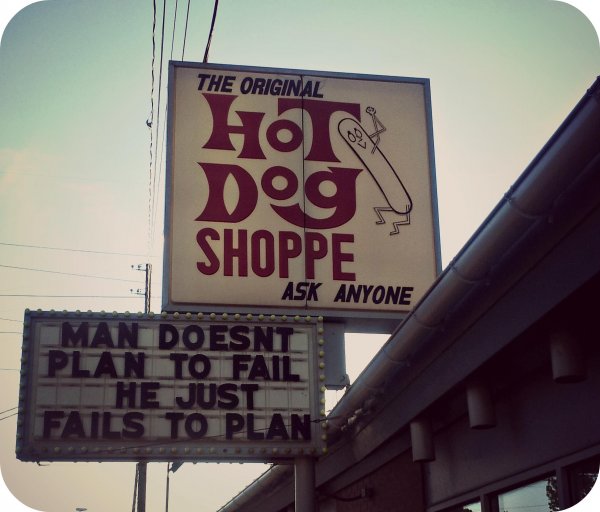 THE ORIGINAL
HOT
DOG
SHOPPE
ASK ANYONE
MAN DOESNT
PLAN TO FAIL
HE JUST
FAILS TO PLAN